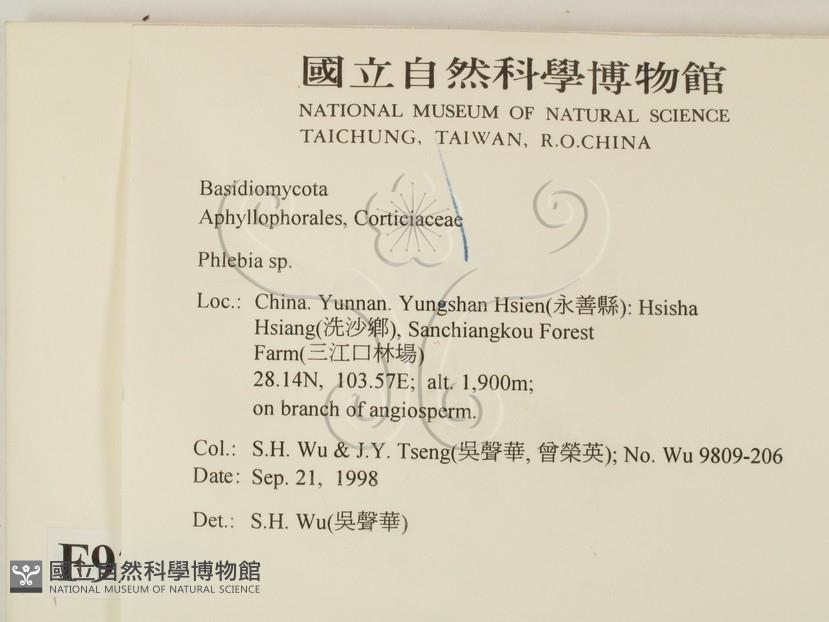 國立自然科學博物館
NATIONAL MUSEUM OF NATURAL SCIENCE
TAICHUNG, TAIWAN, R.O.CHINA
Basidiomycota
Aphyllophorales, Corticiaceae
Phlebia sp.
Loc.: China. Yunnan. Yungshan Hsien(永善縣): Hsisha
Hsiang(洗沙鄉), Sanchiangkou Forest
Farm(三江口林場)
28.14N, 103.57E; alt. 1,900m;
on branch of angiosperm.
Col.: S.H. Wu & J.Y. Tseng(吳聲華, 曾榮英); No. Wu 9809-206
Date: Sep. 21, 1998
Det.: S.H. Wu(吳聲華)
國立自然科學博物館
NATIONAL MUSEUM OF NATURAL SCIENCE